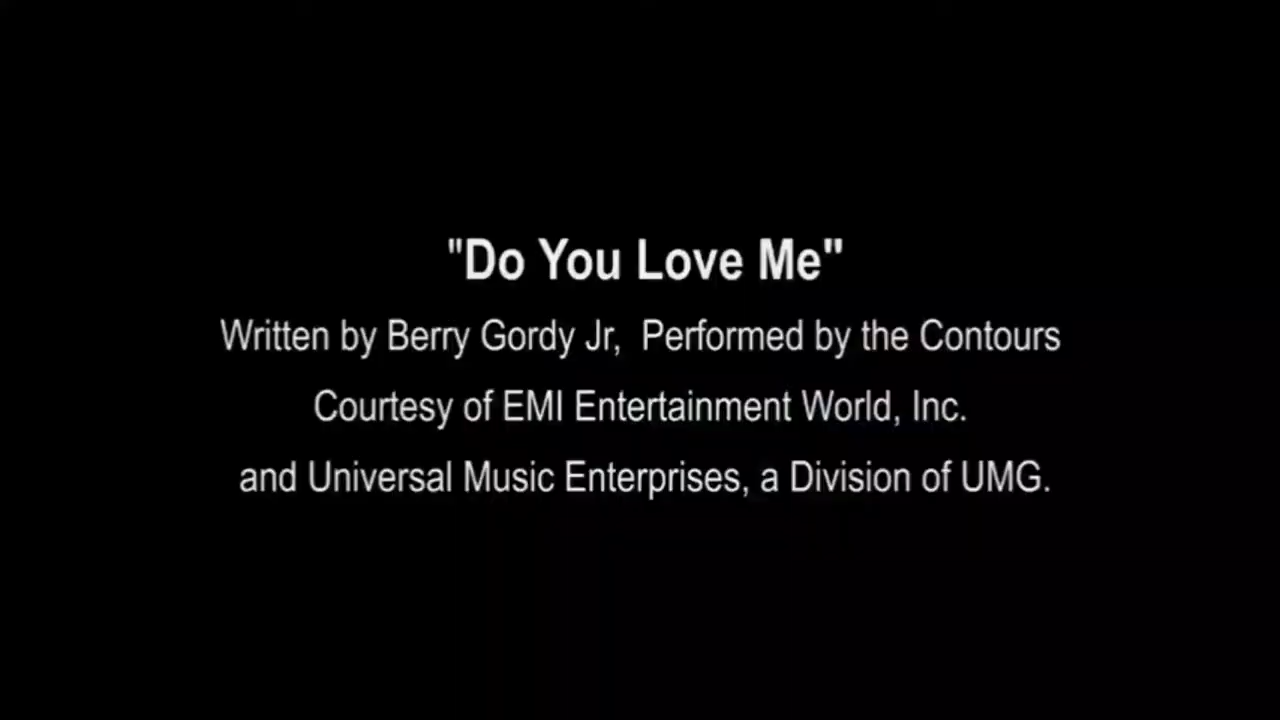 "Do You Love Me"
Written by Berry Gordy Jr,  Performed by the Contours
Courtesy of EMI Entertainment World, Inc.
and Universal Music Enterprises, a Division of UMG.